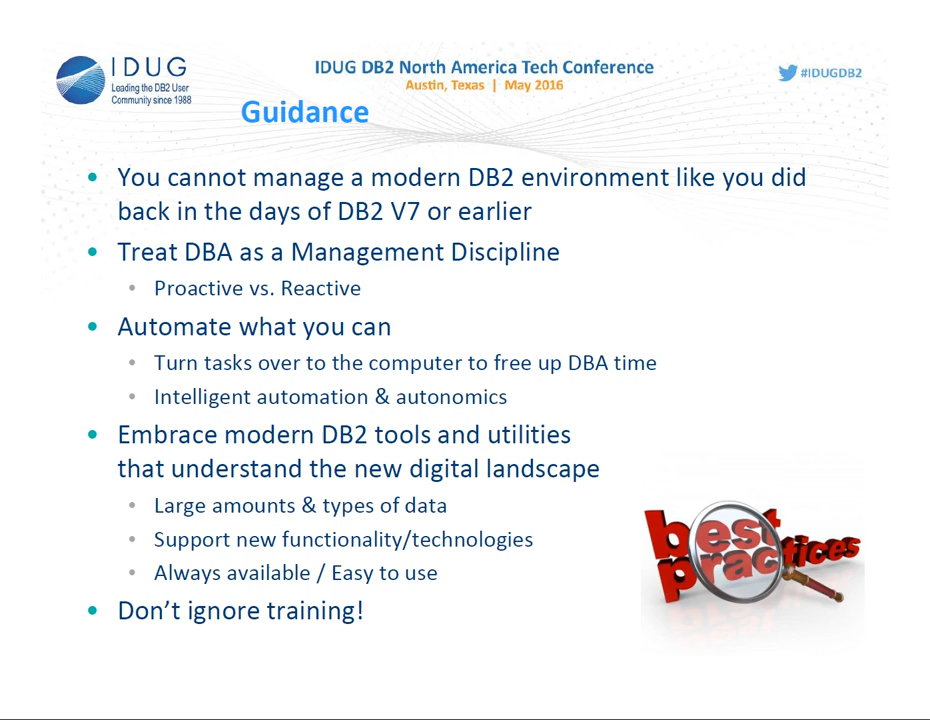 IDUG
Leading the DB2 User
Community since 1988
IDUG DB2 North America Tech Conference
Austin, Texas | May 2016
#IDUGDB2
Guidance
• You cannot manage a modern DB2 environment like you did
back in the days of DB2 V7 or earlier
• Treat DBA as a Management Discipline
• Proactive vs. Reactive
• Automate what you can
• Turn tasks over to the computer to free up DBA time
• Intelligent automation & autonomics
• Embrace modern DB2 tools and utilities
that understand the new digital landscape
• Large amounts & types of data
• Support new functionality/technologies
• Always available / Easy to use
• Don’t ignore training!
best
practices